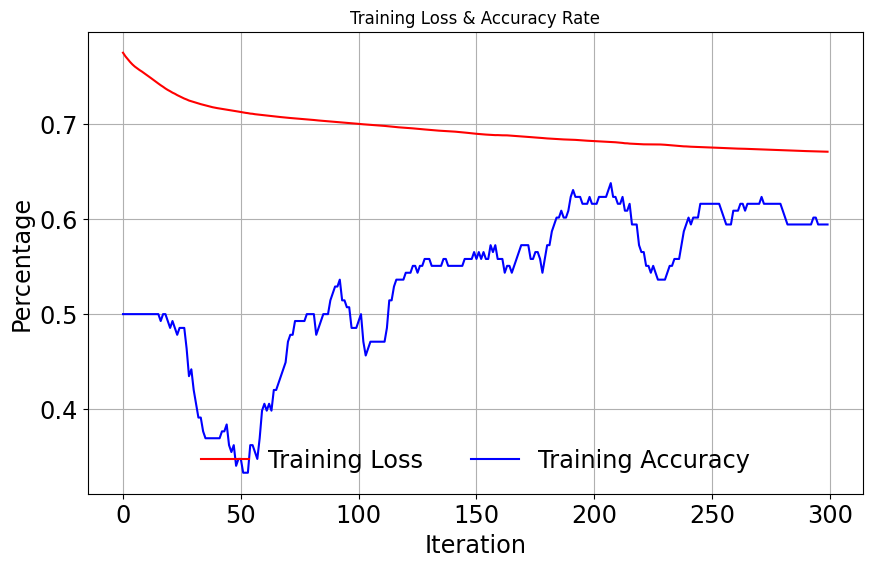 Training Loss & Accuracy Rate
Percentage
0.7
0.6
0.5
0.4
Training Loss
Training Accuracy
0 50 100 150 200 250 300
Iteration